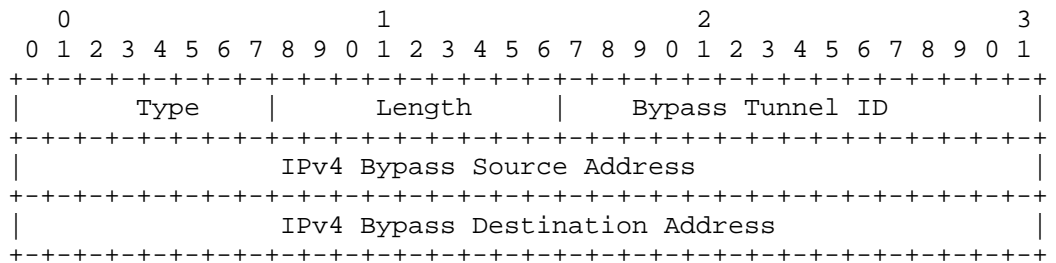 0                   1                   2                   3
 0 1 2 3 4 5 6 7 8 9 0 1 2 3 4 5 6 7 8 9 0 1 2 3 4 5 6 7 8 9 0 1
+-+-+-+-+-+-+-+-+-+-+-+-+-+-+-+-+-+-+-+-+-+-+-+-+-+-+-+-+-+-+-+-+
|       Type    |      Length     |    Bypass Tunnel ID         |
+-+-+-+-+-+-+-+-+-+-+-+-+-+-+-+-+-+-+-+-+-+-+-+-+-+-+-+-+-+-+-+-+
|                IPv4 Bypass Source Address                     |
+-+-+-+-+-+-+-+-+-+-+-+-+-+-+-+-+-+-+-+-+-+-+-+-+-+-+-+-+-+-+-+-+
|                IPv4 Bypass Destination Address                |
+-+-+-+-+-+-+-+-+-+-+-+-+-+-+-+-+-+-+-+-+-+-+-+-+-+-+-+-+-+-+-+-+